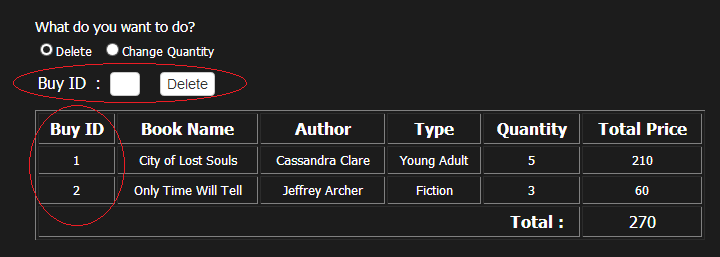 What do you want to do?
Delete Change Quantity
Buy ID : Delete
Buy ID Book Name Author Type Quantity Total Price
1 City of Lost Souls Cassandra Clare Young Adult 5 210
2 Only Time Will Tell Jeffrey Archer Fiction 3 60
Total : 270